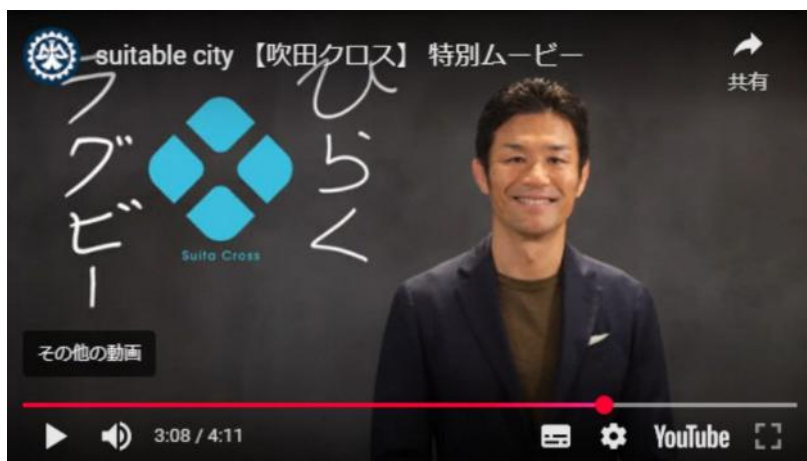 suitable city 【吹田クロス】 特別ムービー
共有
ひらく
ラグビー
Suita Cross
その他の動画
3:08 / 4:11
YouTube